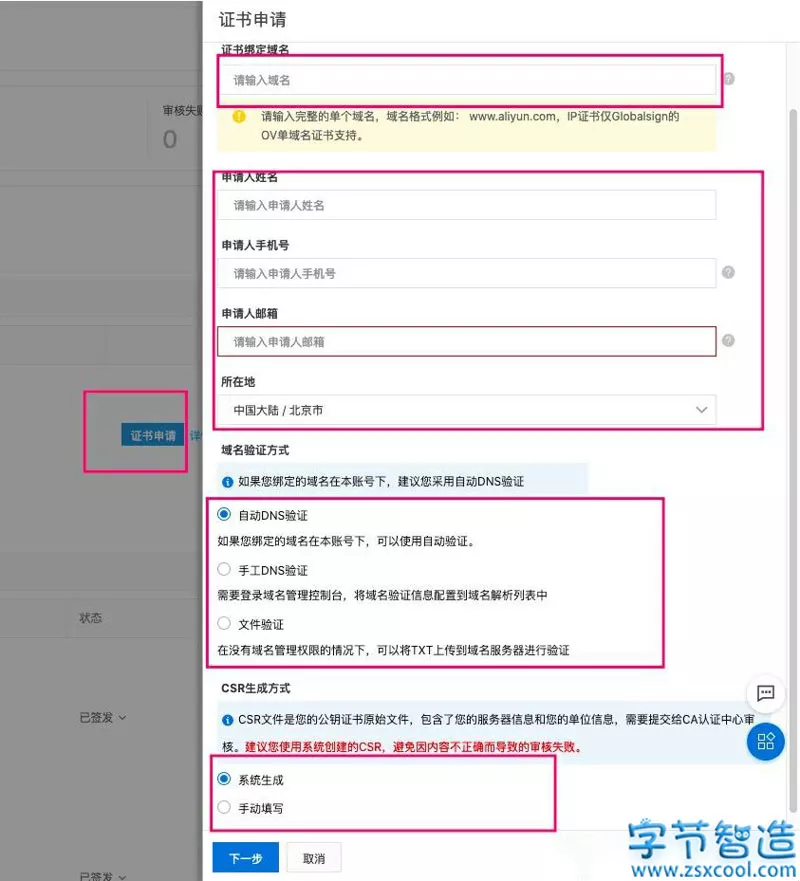 证书申请
证书绑定域名
请输入域名
请输入完整的单个域名，域名格式例如： www.aliyun.com，IP证书仅Globalsign的
OV单域名证书支持。
审核失败
0
申请人姓名
请输入申请人姓名
申请人手机号
请输入申请人手机号
申请人邮箱
请输入申请人邮箱
所在地
中国大陆 / 北京市
证书申请
域名验证方式
如果您绑定的域名在本账号下，建议您采用自动DNS验证
自动DNS验证
如果您绑定的域名在本账号下，可以使用自动验证。
手工DNS验证
需要登录域名管理控制台，将域名验证信息配置到域名解析列表中
文件验证
在没有域名管理权限的情况下，可以将TXT上传到域名服务器进行验证
状态
CSR生成方式
已签发
CSR文件是您的公钥证书原始文件，包含了您的服务器信息和您的单位信息，需要提交给CA认证中心审
核。建议您使用系统创建的CSR，避免因内容不正确而导致的审核失败。
系统生成
手动填写
下一步
取消
已签发
字节智造
www.zsxcool.com